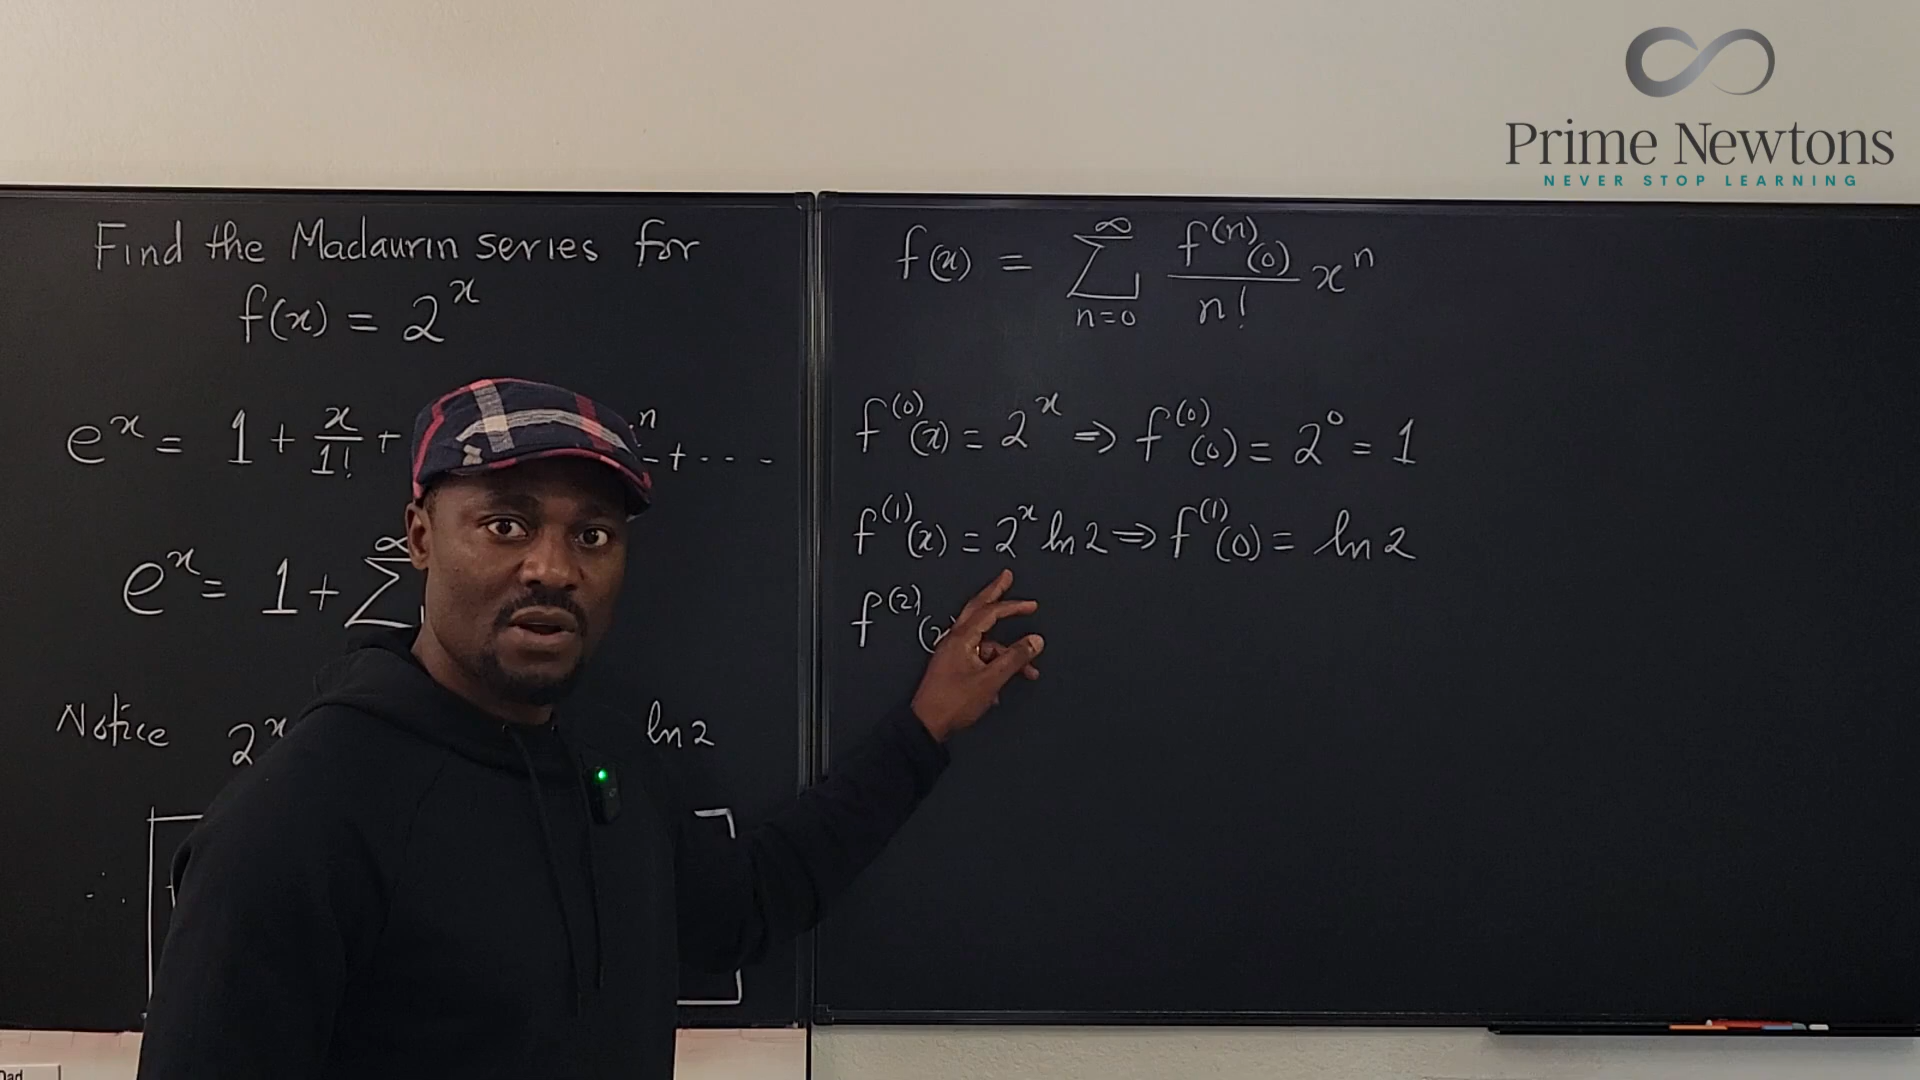 Prime Newtons
NEVER STOP LEARNING
Find the Maclaurin series for
f(x) = 2^x
e^x = 1 + x/1! + n + ...
e^x = 1 + ∑ ∞
Notice 2^x ln 2
∴
f(x) = ∑ n=0 ∞ f^(n)(0)/n! x^n
f^(0)(x) = 2^x ⇒ f^(0)(0) = 2^0 = 1
f^(1)(x) = 2^x ln 2 ⇒ f^(1)(0) = ln 2
f^(2)(x
Dad